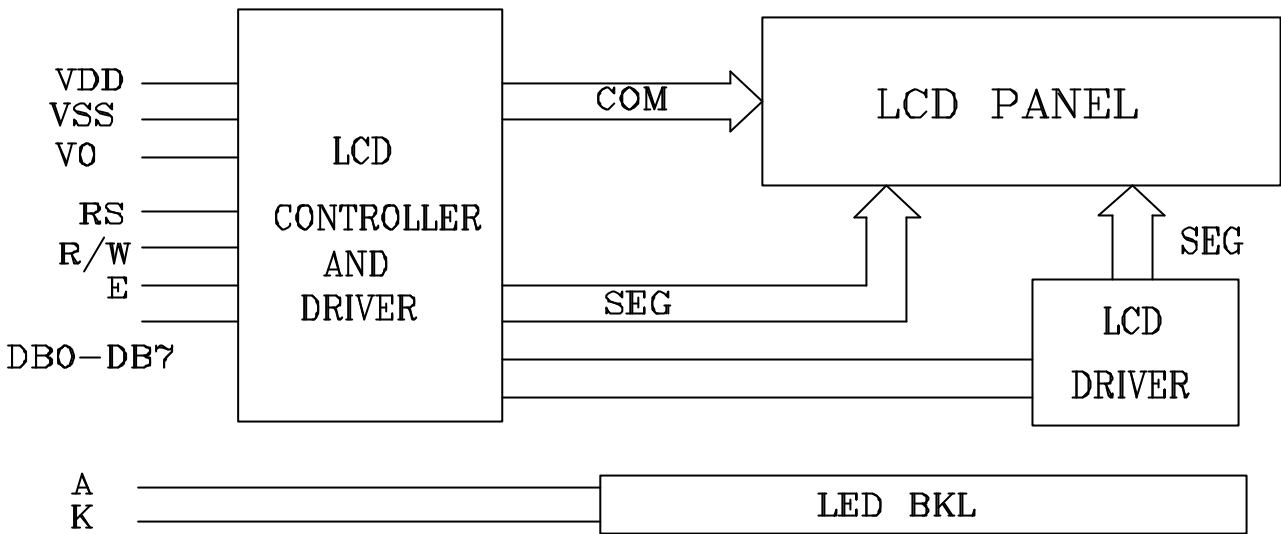 VDD
VSS
V0
RS
R/W
E
DB0-DB7
LCD
CONTROLLER
AND
DRIVER
COM
SEG
LCD PANEL
SEG
LCD
DRIVER
A
K
LED BKL